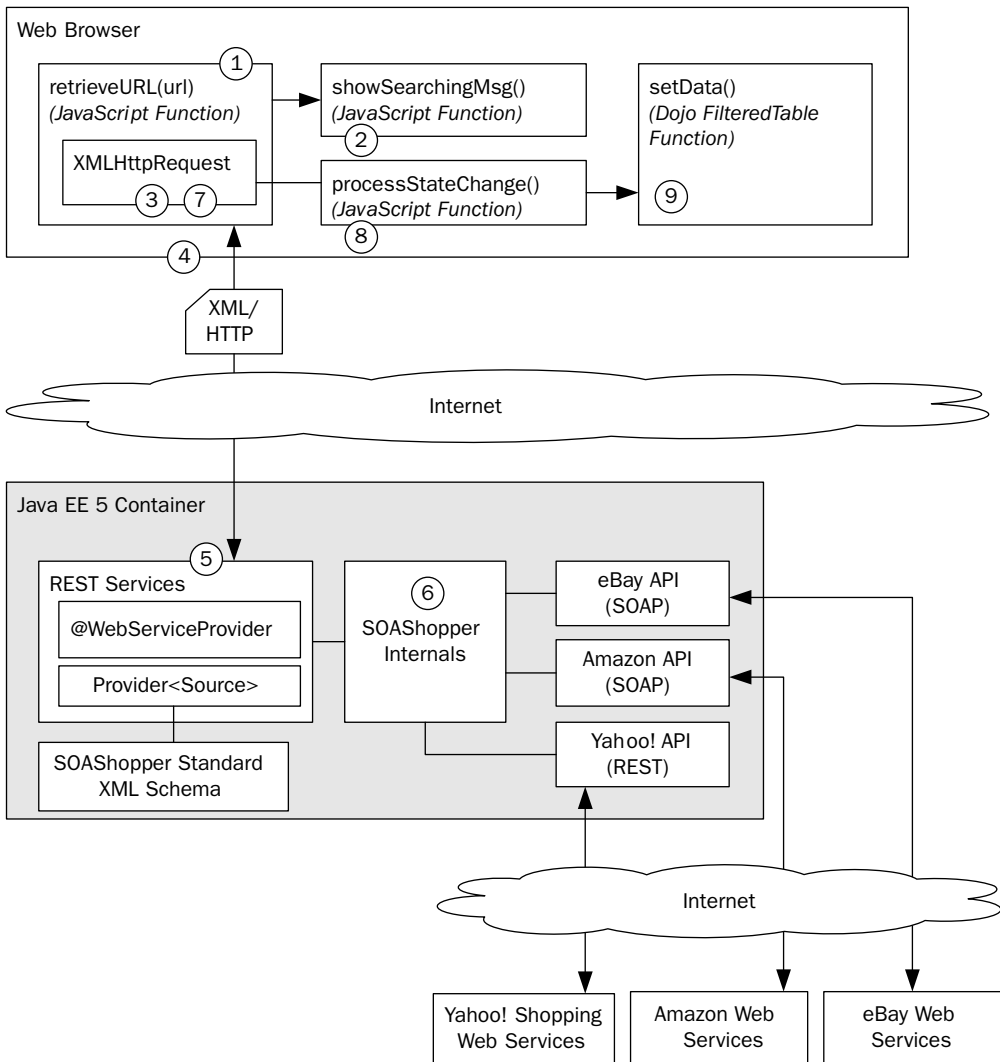 Web Browser
1
retrieveURL(url)
(JavaScript Function)
XMLHttpRequest
3
7
showSearchingMsg()
(JavaScript Function)
2
processStateChange()
(JavaScript Function)
8
setData()
(Dojo FilteredTable
Function)
9
4
XML/
HTTP
Internet
Java EE 5 Container
5
REST Services
@WebServiceProvider
Provider<Source>
SOAShopper Standard
XML Schema
6
SOAShopper
Internals
eBay API
(SOAP)
Amazon API
(SOAP)
Yahoo! API
(REST)
Internet
Yahoo! Shopping
Web Services
Amazon Web
Services
eBay Web
Services